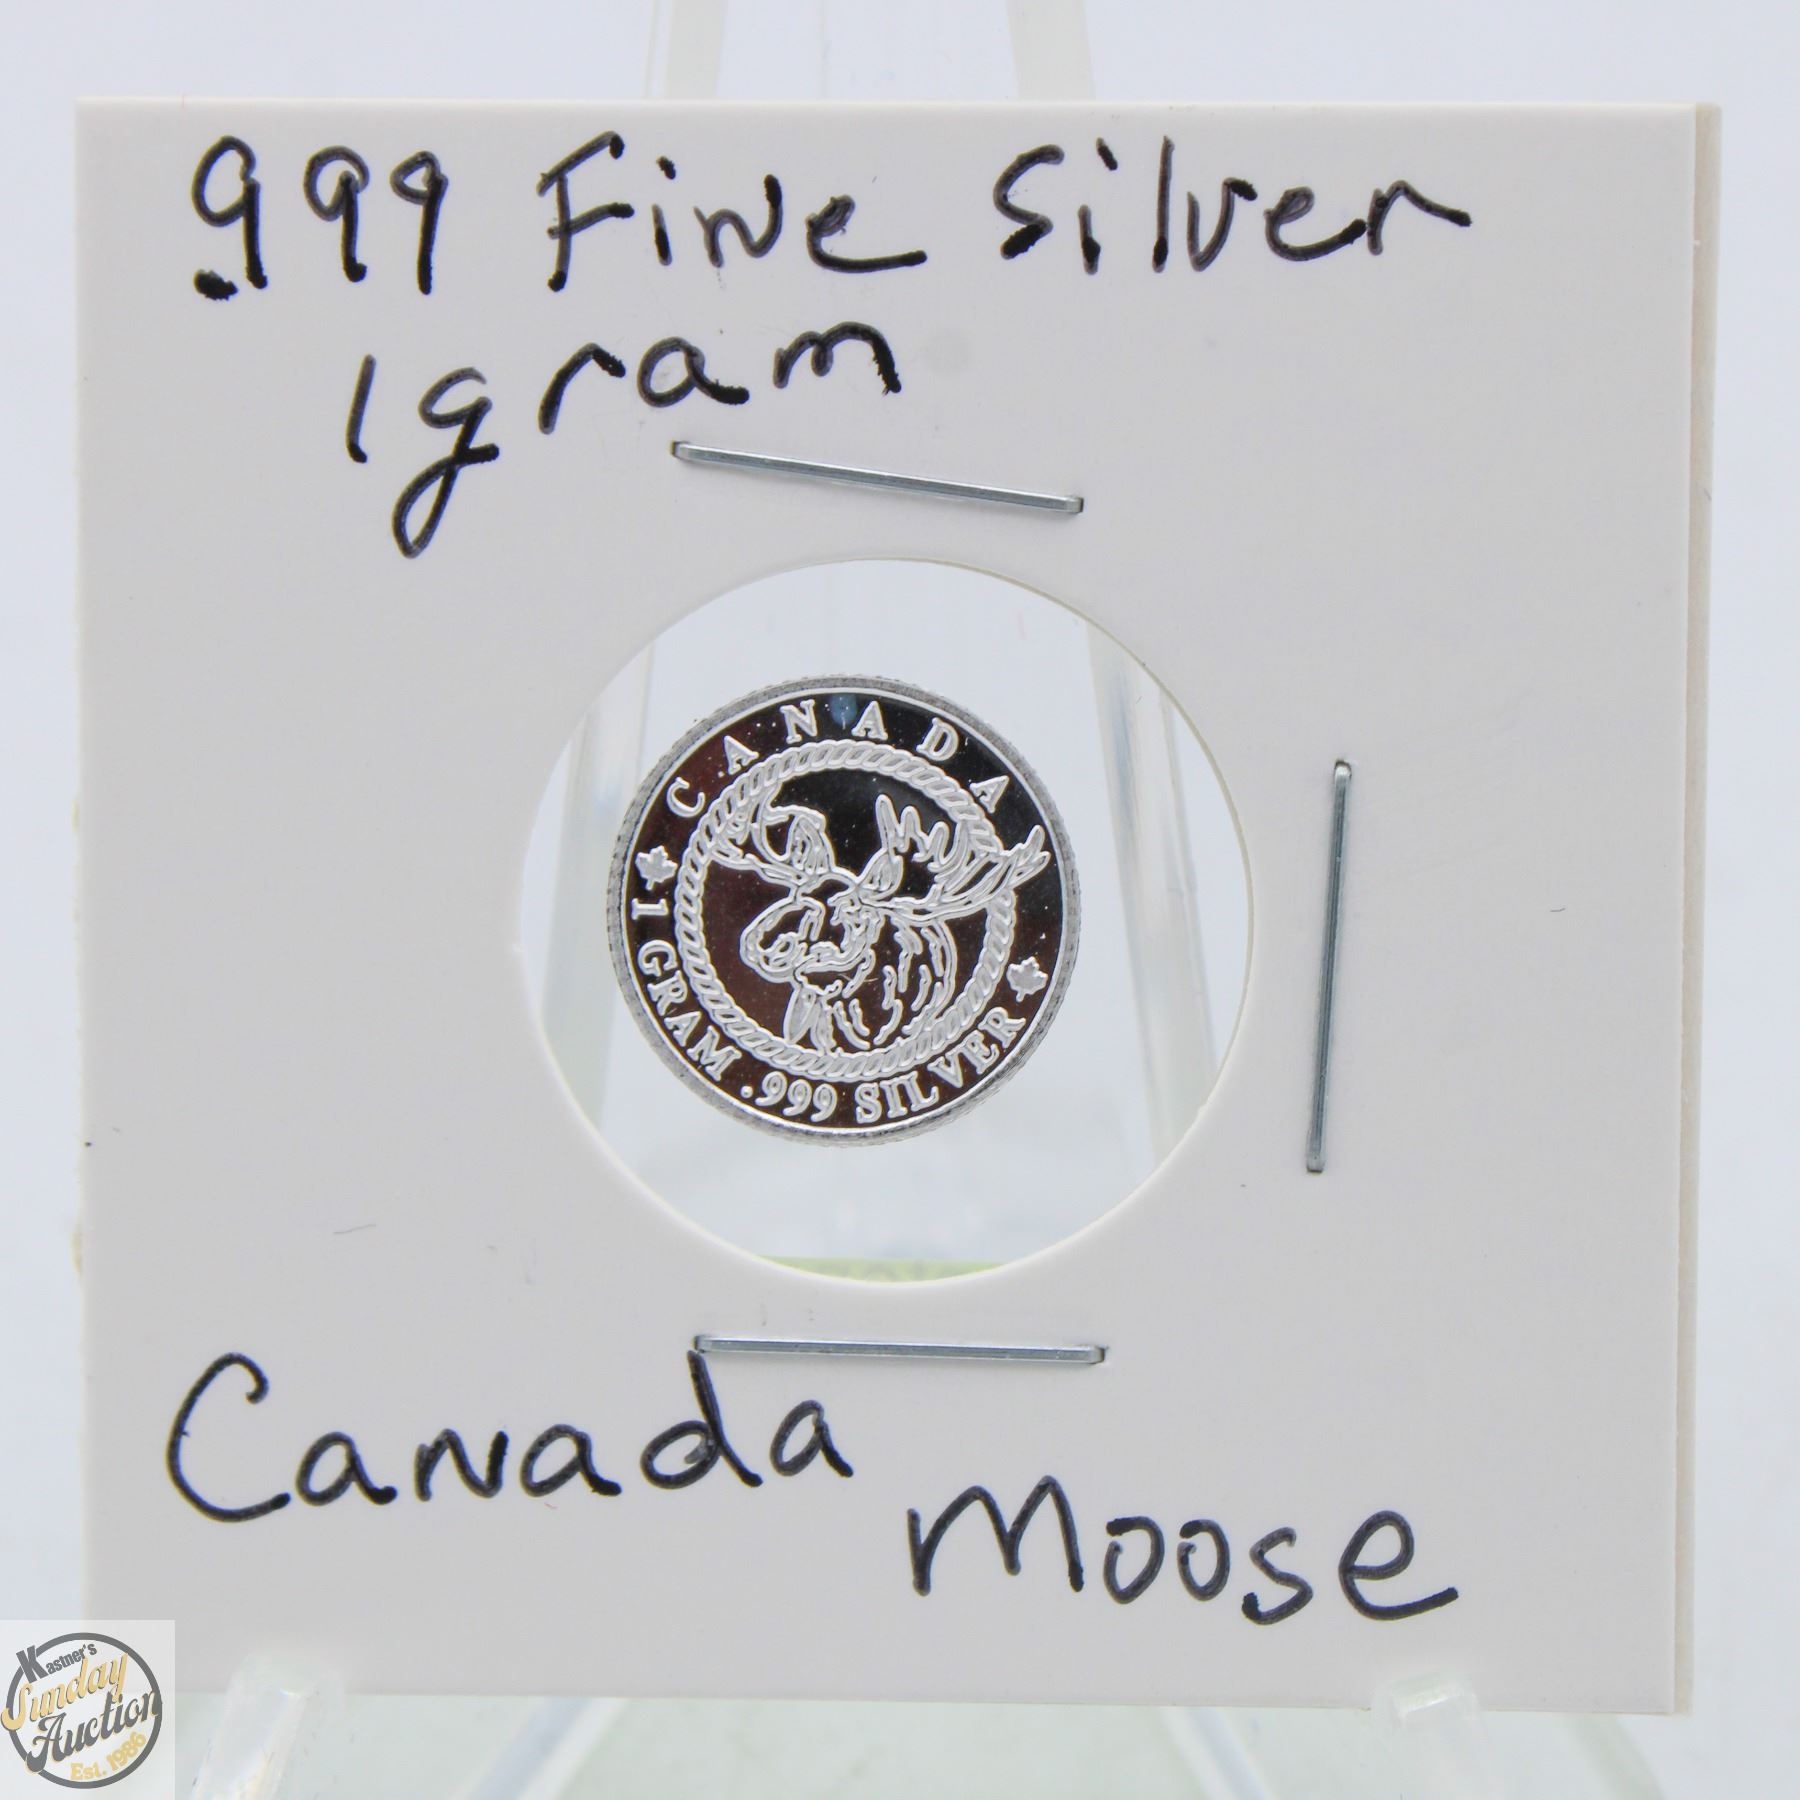 .999 Fine Silver
1gram
CANADA
1 GRAM .999 SILVER
Canada
Moose
Kastner's
Sunday
Auction
Est. 1986